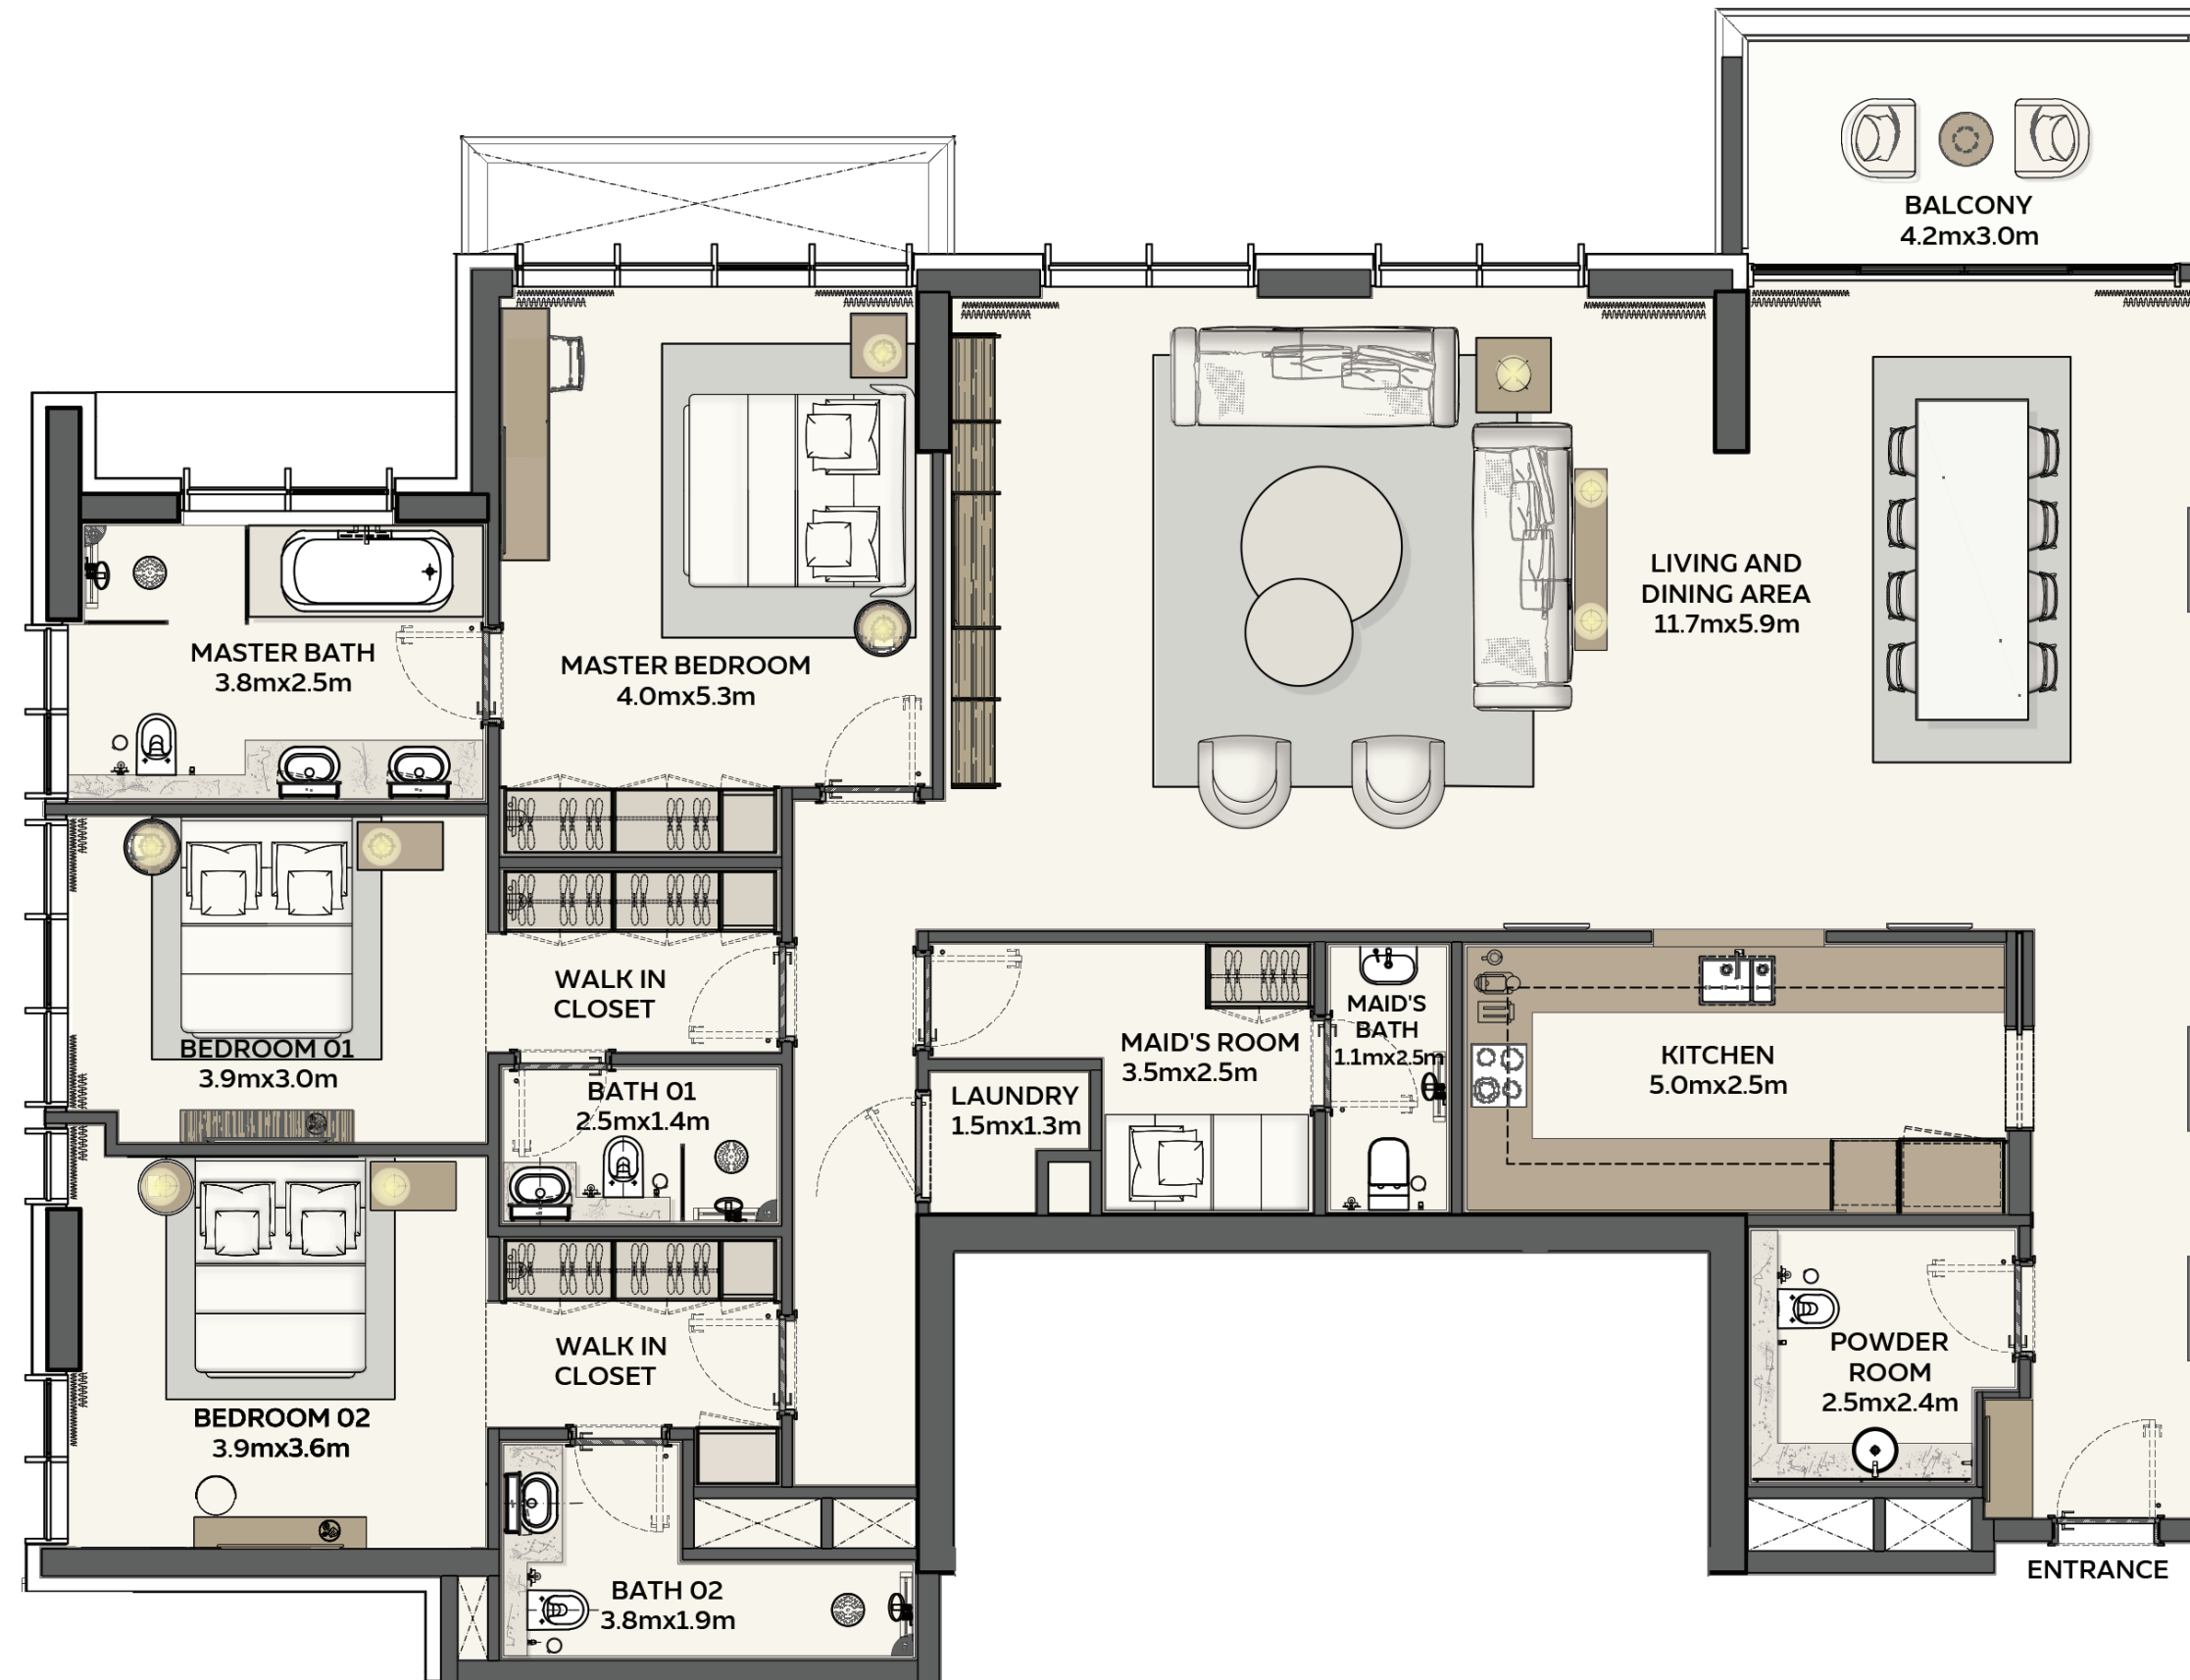 BALCONY
4.2mx3.0m
LIVING AND
DINING AREA
11.7mx5.9m
MASTER BATH
3.8mx2.5m
MASTER BEDROOM
4.0mx5.3m
WALK IN
CLOSET
MAID'S
BATH
1.1mx2.5m
MAID'S ROOM
3.5mx2.5m
KITCHEN
5.0mx2.5m
BEDROOM 01
3.9mx3.0m
BATH 01
2.5mx1.4m
LAUNDRY
1.5mx1.3m
WALK IN
CLOSET
POWDER
ROOM
2.5mx2.4m
BEDROOM 02
3.9mx3.6m
ENTRANCE
BATH 02
3.8mx1.9m